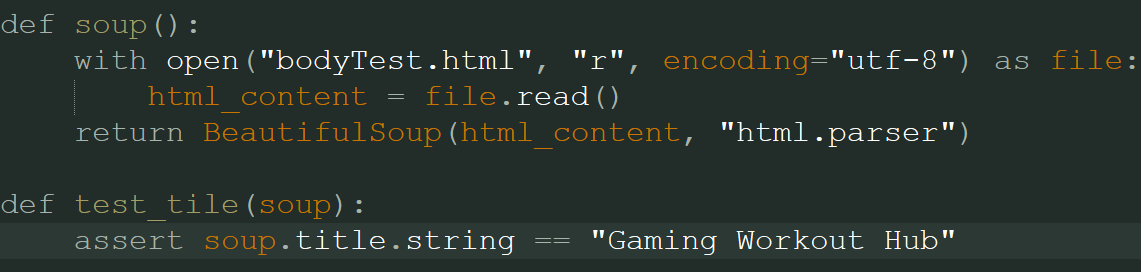 def soup():
    with open("bodyTest.html", "r", encoding="utf-8") as file:
        html_content = file.read()
    return BeautifulSoup(html_content, "html.parser")
def test_tile(soup):
    assert soup.title.string == "Gaming Workout Hub"